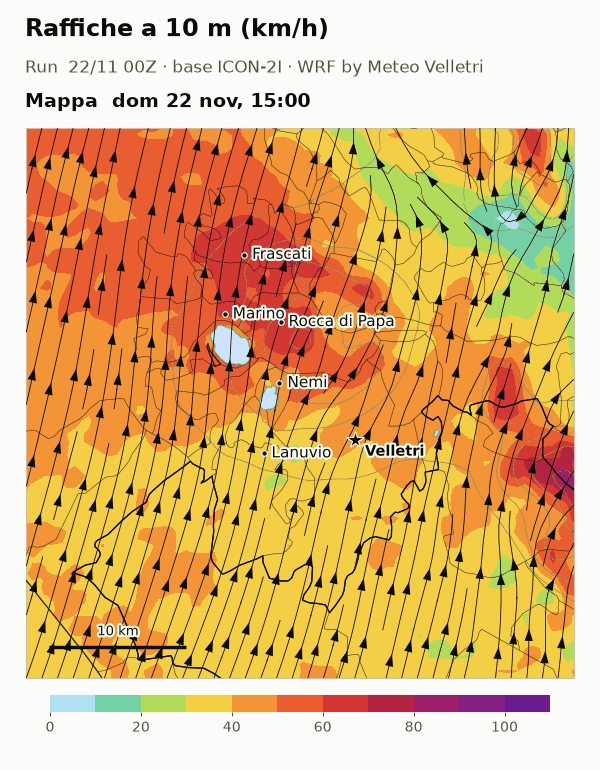 Raffiche a 10 m (km/h)
Run 22/11 00Z · base ICON-2I · WRF by Meteo Velletri
Mappa dom 22 nov, 15:00
Frascati
Marino
Rocca di Papa
Nemi
Velletri
Lanuvio
10 km
0 20 40 60 80 100